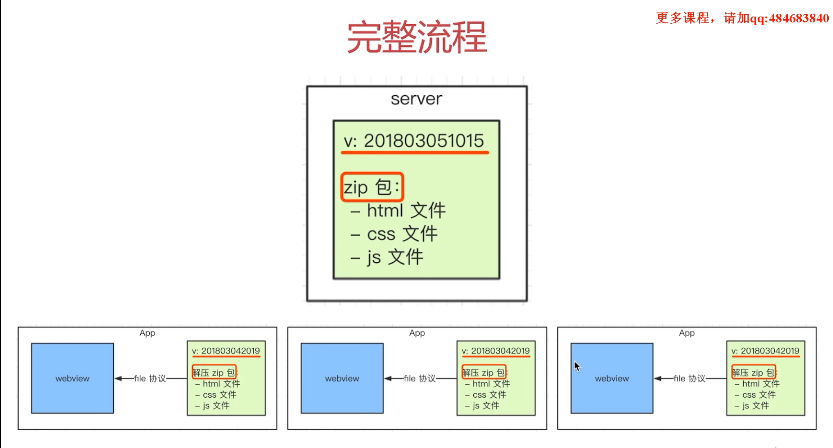 更多课程，请加qq:484683840
完整流程
server
v: 201803051015
zip 包：
- html 文件
- css 文件
- js 文件
App
webview
file 协议
v: 201803042019
解压 zip 包：
- html 文件
- css 文件
- js 文件
App
webview
file 协议
v: 201803042019
解压 zip 包：
- html 文件
- css 文件
- js 文件
App
webview
file 协议
v: 201803042019
解压 zip 包：
- html 文件
- css 文件
- js 文件